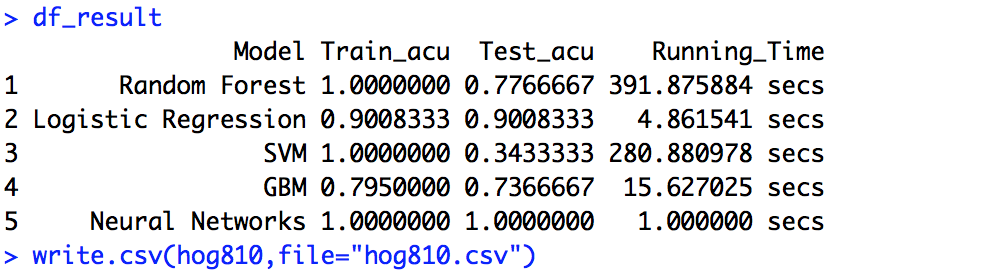 > df_result
                Model Train_acu  Test_acu    Running_Time
1       Random Forest 1.0000000 0.7766667 391.875884 secs
2 Logistic Regression 0.9008333 0.9008333   4.861541 secs
3                 SVM 1.0000000 0.3433333 280.880978 secs
4                 GBM 0.7950000 0.7366667  15.627025 secs
5     Neural Networks 1.0000000 1.0000000   1.000000 secs
> write.csv(hog810,file="hog810.csv")